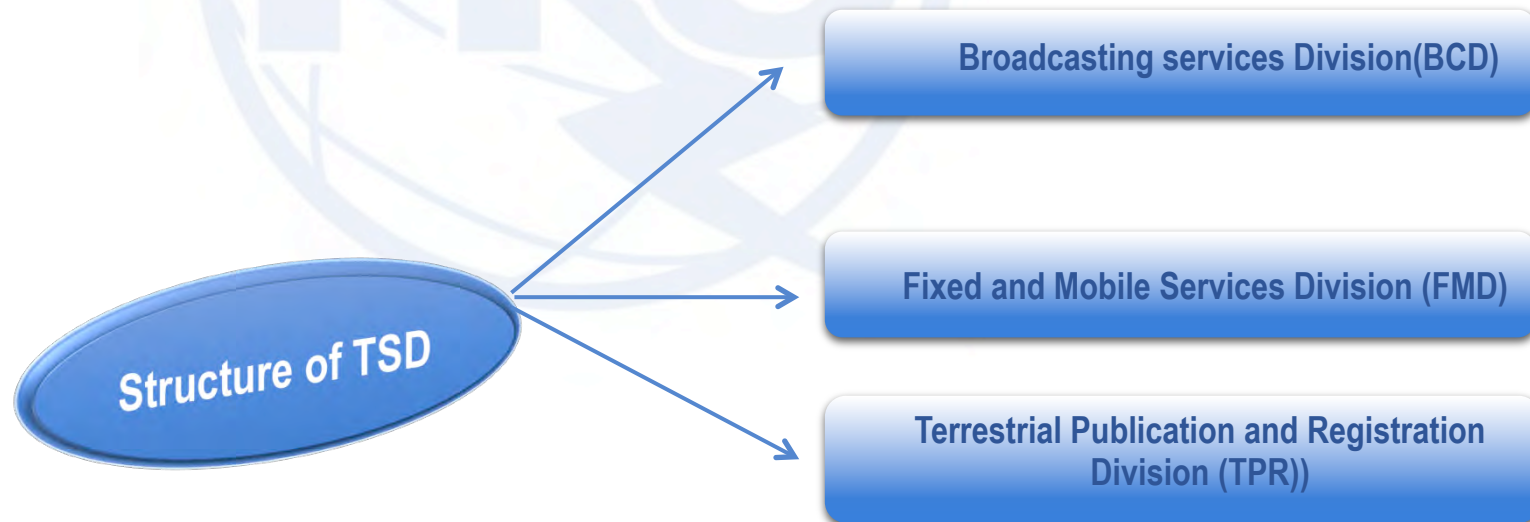 Broadcasting services Division(BCD)
Structure of TSD
Fixed and Mobile Services Division (FMD)
Terrestrial Publication and Registration
Division (TPR))